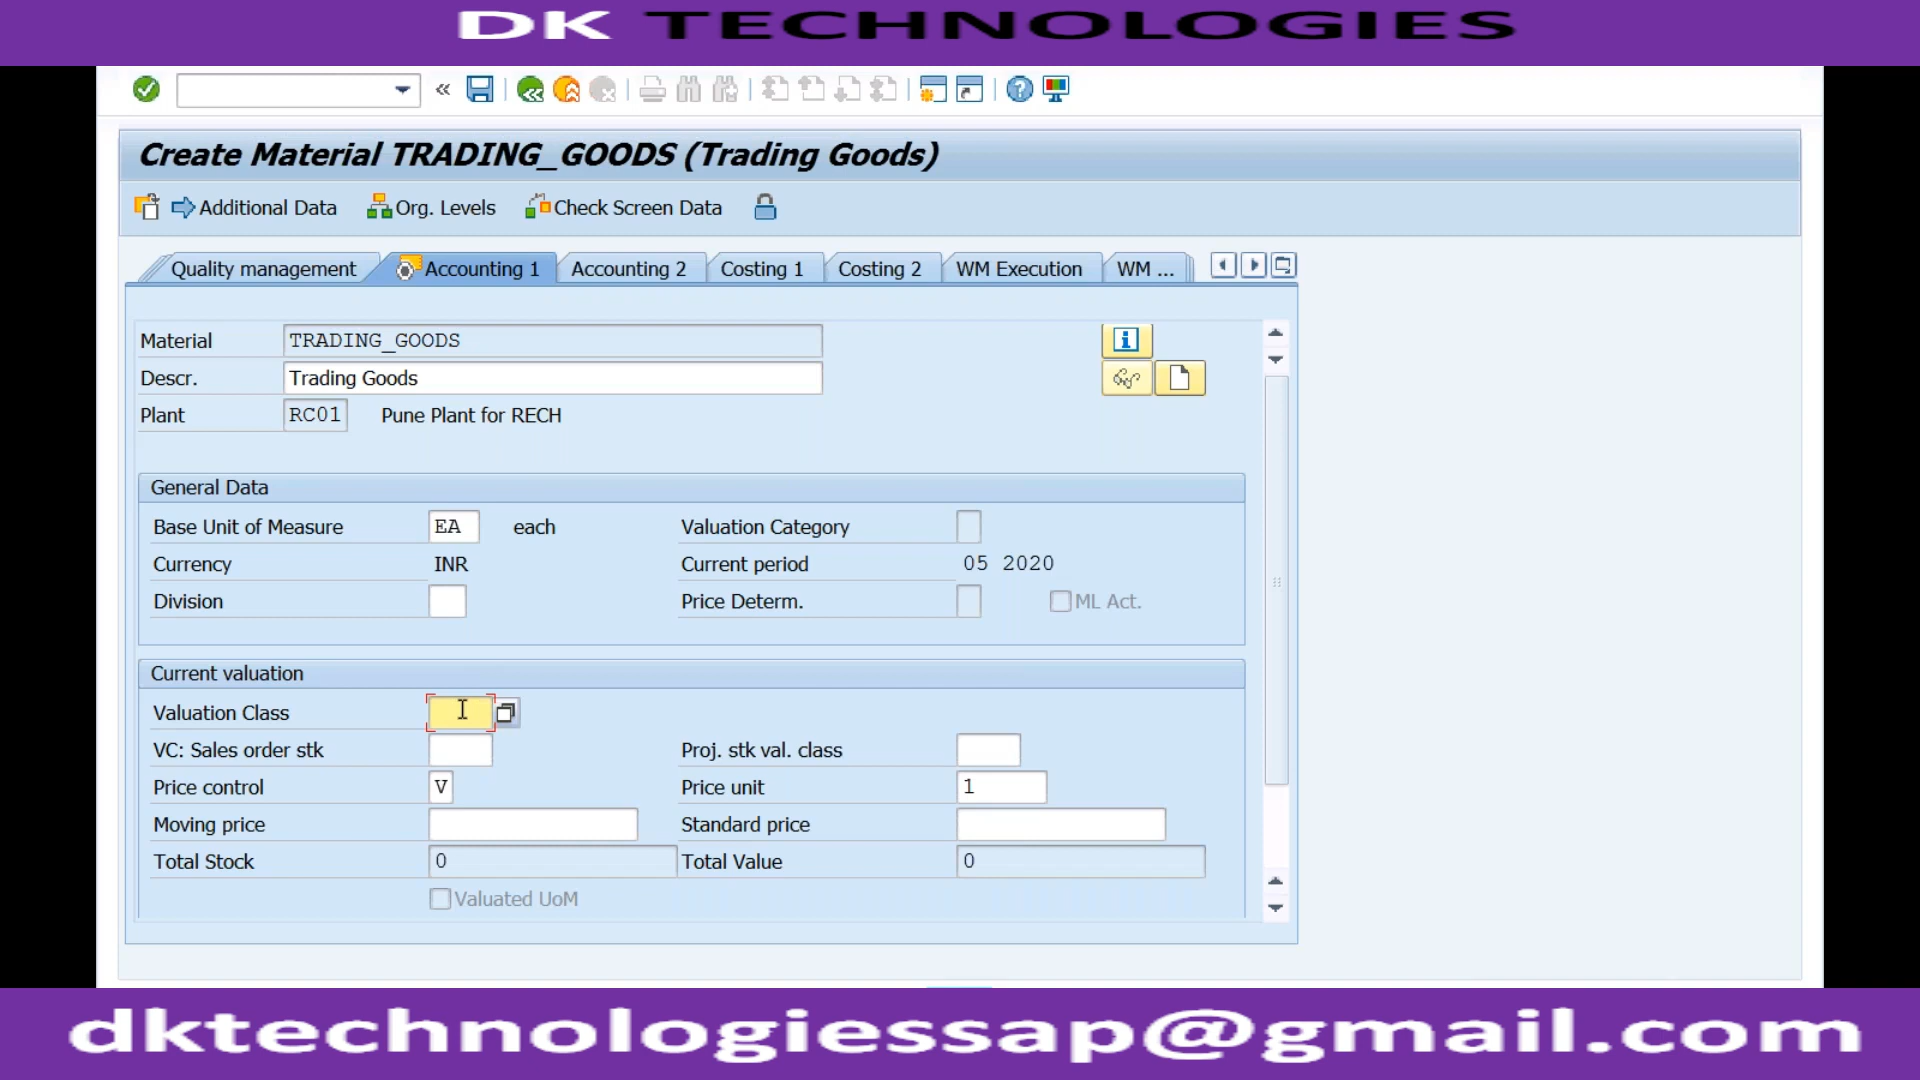 DK TECHNOLOGIES
Create Material TRADING_GOODS (Trading Goods)
Additional Data Org. Levels Check Screen Data
Quality management Accounting 1 Accounting 2 Costing 1 Costing 2 WM Execution WM ...
Material TRADING_GOODS
Descr. Trading Goods
Plant RC01 Pune Plant for RECH
General Data
Base Unit of Measure EA each Valuation Category
Currency INR Current period 05 2020
Division Price Determ. ML Act.
Current valuation
Valuation Class
VC: Sales order stk Proj. stk val. class
Price control V Price unit 1
Moving price Standard price
Total Stock 0 Total Value 0
Valuated UoM
dktechnologiessap@gmail.com